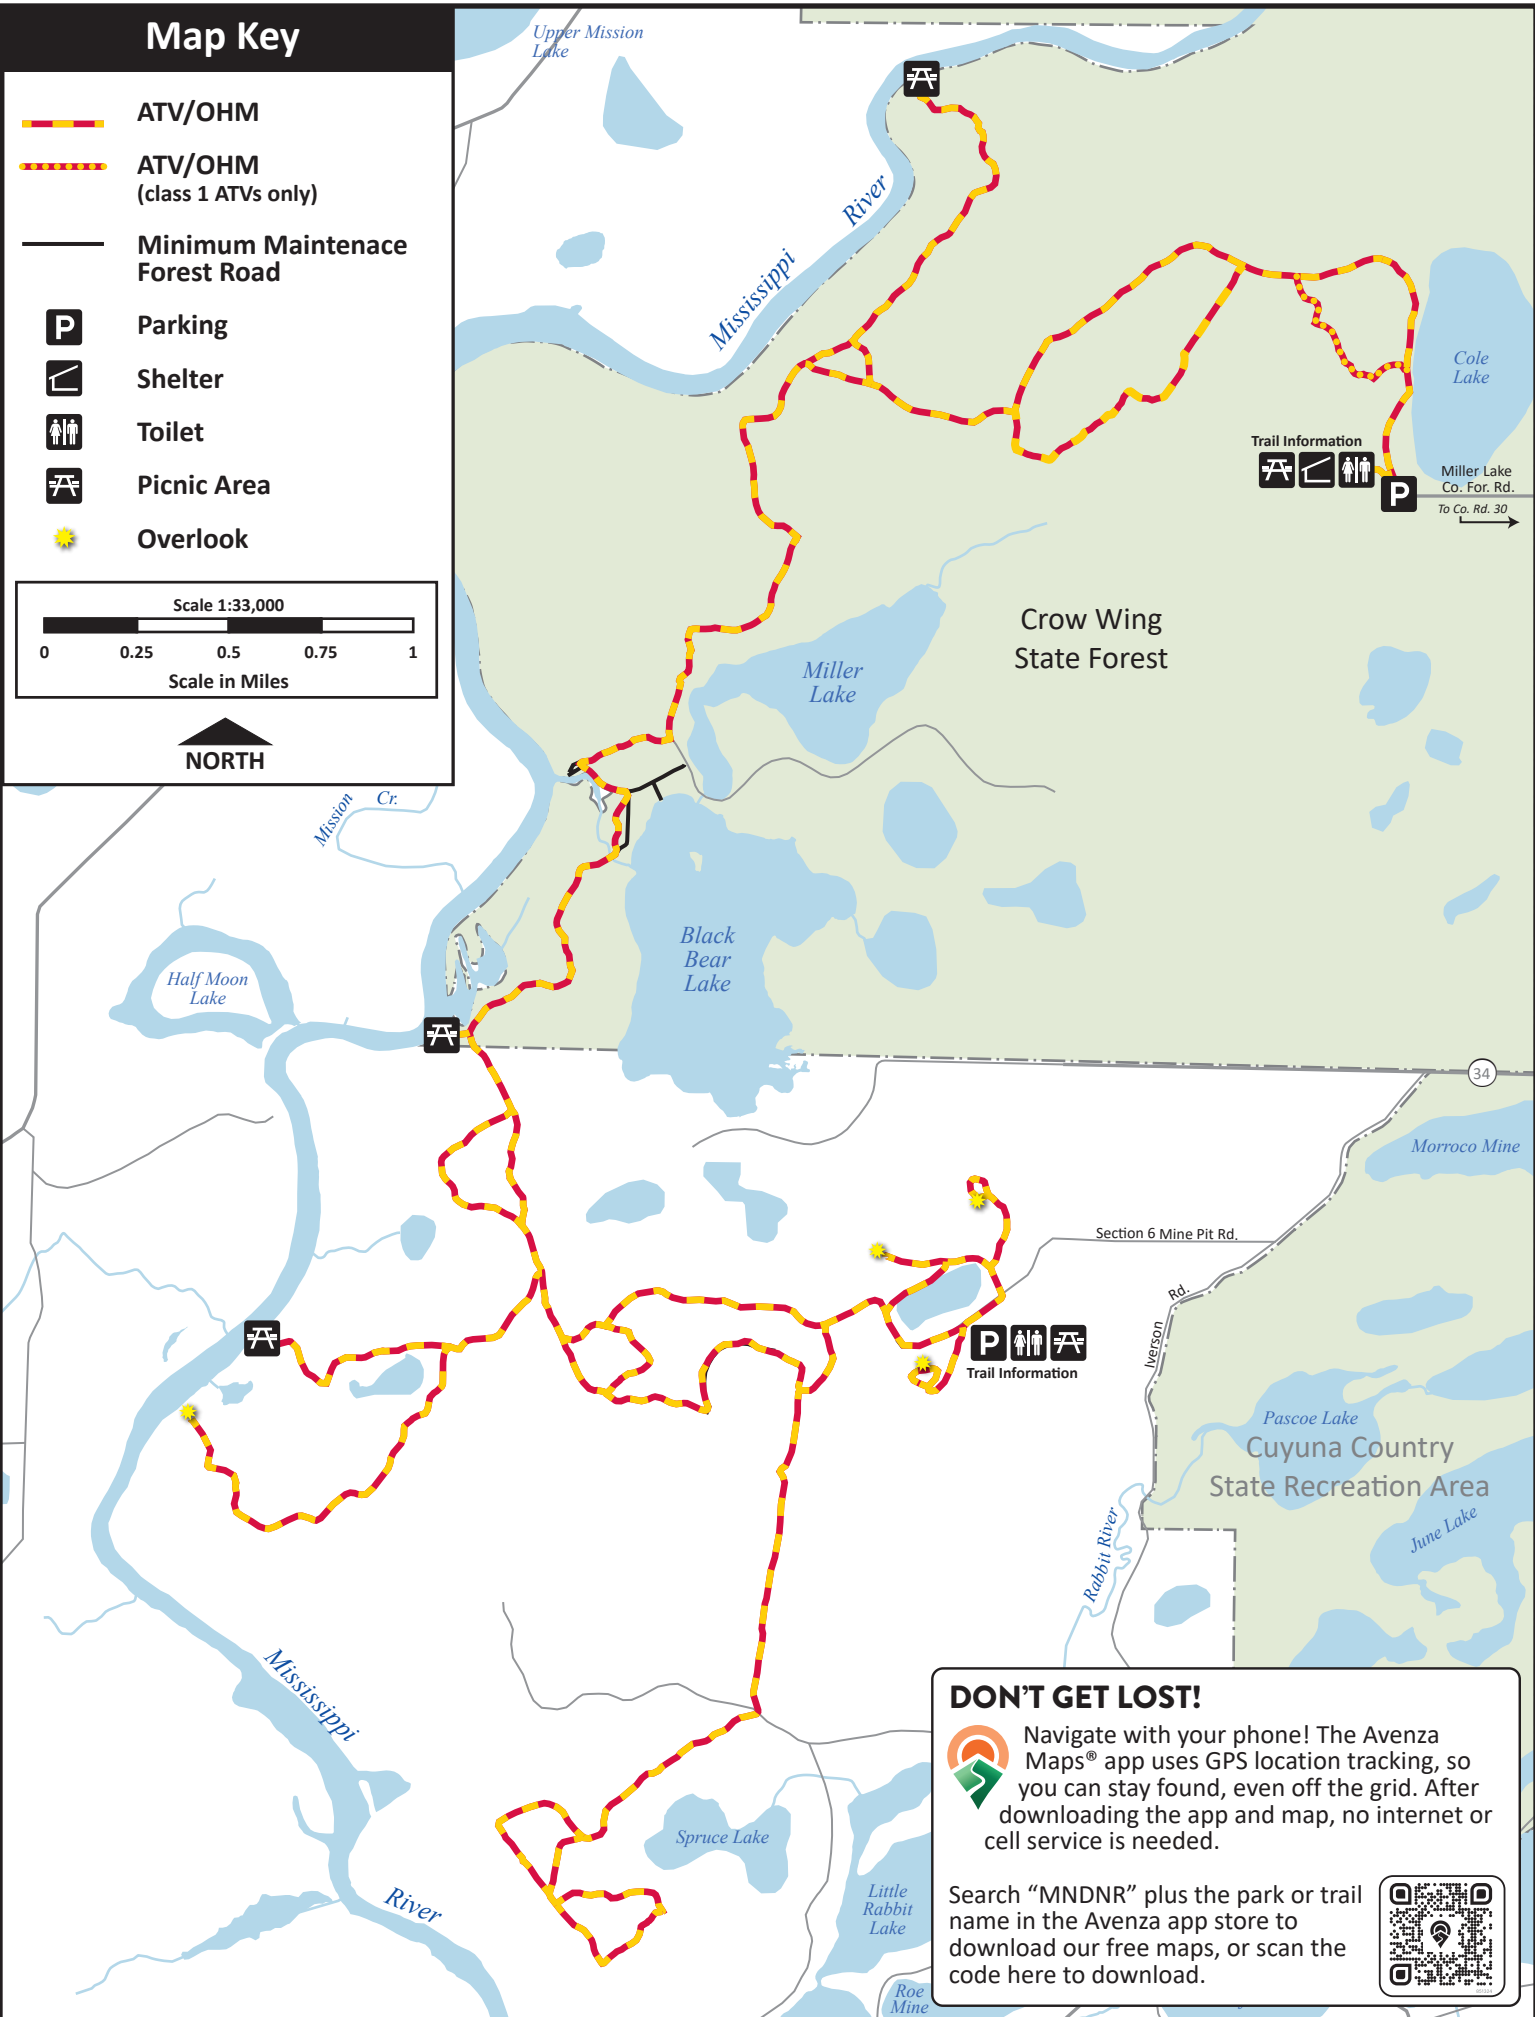 Map Key
ATV/OHM
ATV/OHM
(class 1 ATVs only)
Minimum Maintenace
Forest Road
P
Parking
Shelter
Toilet
Picnic Area
Overlook
Scale 1:33,000
0 0.25 0.5 0.75 1
Scale in Miles
NORTH
Upper Mission
Lake
Mississippi
River
Cole
Lake
Trail Information
P
Miller Lake
Co. For. Rd.
To Co. Rd. 30
Crow Wing
State Forest
Miller
Lake
Mission
Cr.
Black
Bear
Lake
Half Moon
Lake
34
Morroco Mine
Section 6 Mine Pit Rd.
Iverson
Rd.
P
Trail Information
Pascoe Lake
Cuyuna Country
State Recreation Area
June Lake
Rabbit River
Mississippi
River
Spruce Lake
Little
Rabbit
Lake
Roe
Mine
DON'T GET LOST!
Navigate with your phone! The Avenza
Maps® app uses GPS location tracking, so
you can stay found, even off the grid. After
downloading the app and map, no internet or
cell service is needed.
Search “MNDNR” plus the park or trail
name in the Avenza app store to
download our free maps, or scan the
code here to download.